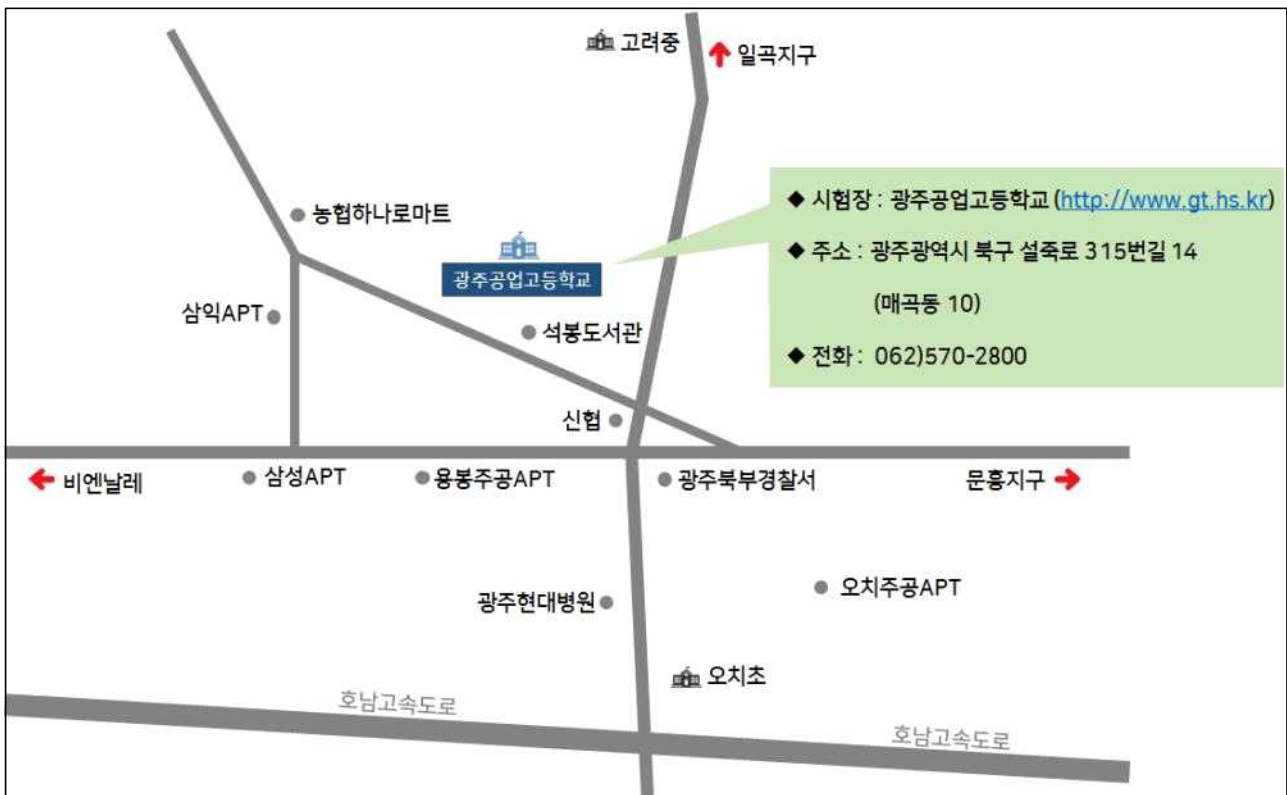 고려중
일곡지구
◆ 시험장 : 광주공업고등학교 (http://www.gt.hs.kr)
농협하나로마트
◆ 주소 : 광주광역시 북구 설죽로 315번길 14
광주공업고등학교
(매곡동 10)
삼익APT
석봉도서관
◆ 전화 : 062)570-2800
신협
비엔날레
삼성APT
용봉주공APT
광주북부경찰서
문흥지구
광주현대병원
오치주공APT
오치초
호남고속도로
호남고속도로